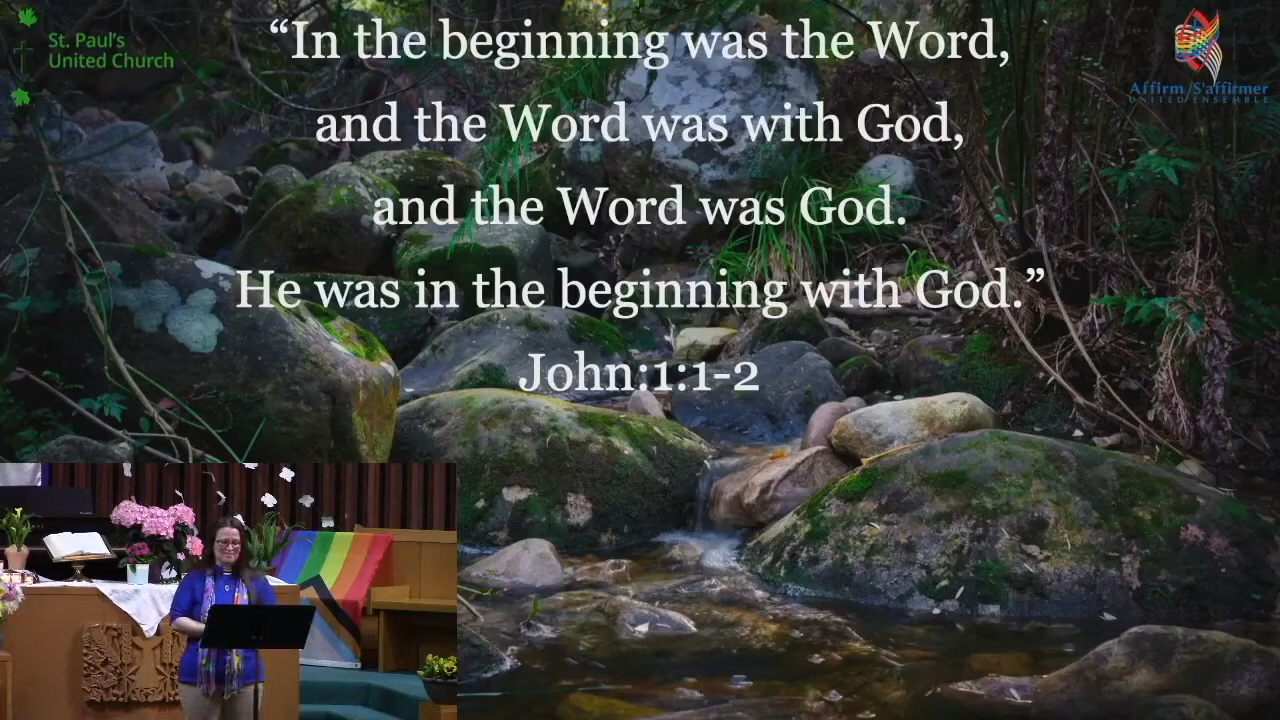 St. Paul's
United Church
“In the beginning was the Word,
and the Word was with God,
and the Word was God.
He was in the beginning with God.”
John:1:1-2
Affirm/S'affirmer
UNITED/ENSEMBLE